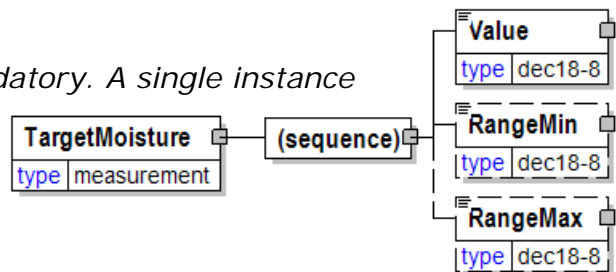 Value
type dec18-8
datory. A single instance
RangeMin
TargetMoisture (sequence)
type dec18-8
type measurement
RangeMax
type dec18-8